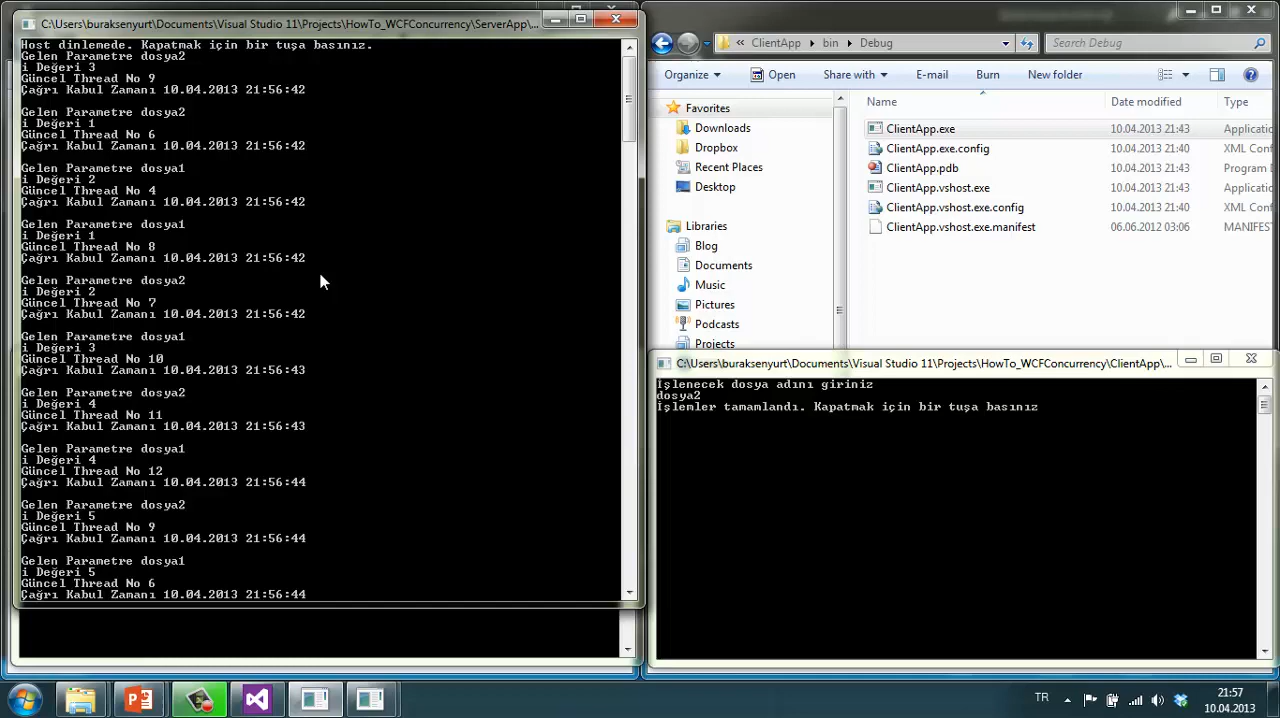 C:\Users\buraksenyurt\Documents\Visual Studio 11\Projects\HowTo_WCFConcurrency\ServerApp\...
Host dinlemede. Kapatmak için bir tuşa basınız.
Gelen Parametre dosya2
i Değeri 3
Güncel Thread No 9
Çağrı Kabul Zamanı 10.04.2013 21:56:42
Gelen Parametre dosya2
i Değeri 1
Güncel Thread No 6
Çağrı Kabul Zamanı 10.04.2013 21:56:42
Gelen Parametre dosya1
i Değeri 2
Güncel Thread No 4
Çağrı Kabul Zamanı 10.04.2013 21:56:42
Gelen Parametre dosya1
i Değeri 1
Güncel Thread No 8
Çağrı Kabul Zamanı 10.04.2013 21:56:42
Gelen Parametre dosya2
i Değeri 2
Güncel Thread No 7
Çağrı Kabul Zamanı 10.04.2013 21:56:42
Gelen Parametre dosya1
i Değeri 3
Güncel Thread No 10
Çağrı Kabul Zamanı 10.04.2013 21:56:43
Gelen Parametre dosya2
i Değeri 4
Güncel Thread No 11
Çağrı Kabul Zamanı 10.04.2013 21:56:43
Gelen Parametre dosya1
i Değeri 4
Güncel Thread No 12
Çağrı Kabul Zamanı 10.04.2013 21:56:44
Gelen Parametre dosya2
i Değeri 5
Güncel Thread No 9
Çağrı Kabul Zamanı 10.04.2013 21:56:44
Gelen Parametre dosya1
i Değeri 5
Güncel Thread No 6
Çağrı Kabul Zamanı 10.04.2013 21:56:44
« ClientApp bin Debug
Search Debug
Organize Open Share with E-mail Burn New folder
Favorites
Downloads
Dropbox
Recent Places
Desktop
Libraries
Blog
Documents
Music
Pictures
Podcasts
Projects
Name Date modified Type
ClientApp.exe 10.04.2013 21:43 Applicatio
ClientApp.exe.config 10.04.2013 21:40 XML Conf
ClientApp.pdb 10.04.2013 21:43 Program D
ClientApp.vshost.exe 10.04.2013 21:43 Applicatio
ClientApp.vshost.exe.config 10.04.2013 21:40 XML Conf
ClientApp.vshost.exe.manifest 06.06.2012 03:06 MANIFEST
C:\Users\buraksenyurt\Documents\Visual Studio 11\Projects\HowTo_WCFConcurrency\ClientApp\...
İşlenecek dosya adını giriniz
dosya2
İşlemler tamamlandı. Kapatmak için bir tuşa basınız
TR
21:57
10.04.2013